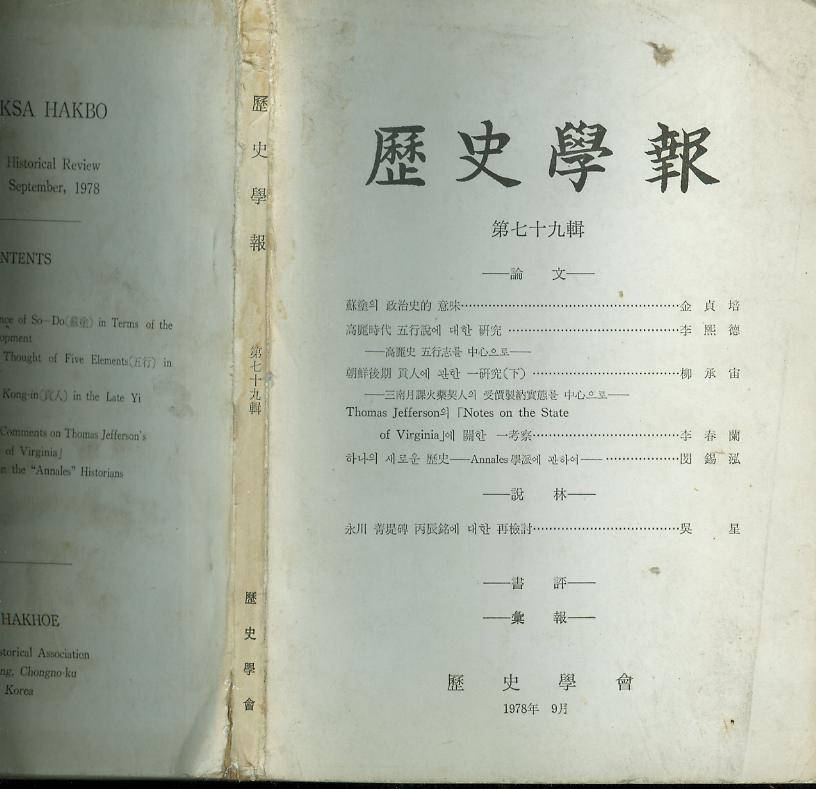 KSA HAKBO
Historical Review
September, 1978
NTENTS
nce of So-Do(蘇塗) in Terms of the
opment
Thought of Five Elements(五行) in
Kong-in(貢人) in the Late Yi
Comments on Thomas Jefferson's
of Virginia」
n the "Annales" Historians
HAKHOE
storical Association
ng, Chongno-ku
Korea
歷史學報
第七十九輯
歷史學會
歷史學報
第七十九輯
——論 文——
蘇塗의 政治史的 意味……金貞培
高麗時代 五行說에 대한 硏究……李熙德
——高麗史 五行志를 中心으로——
朝鮮後期 貢人에 관한 一硏究(下)……柳承宙
——三南月課火藥契人의 受價製納實態를 中心으로——
Thomas Jefferson의 「Notes on the State
of Virginia」에 關한 一考察……李春蘭
하나의 새로운 歷史——Annales學派에 관하여——……閔錫泓
——說 林——
永川 菁堤碑 丙辰銘에 대한 再檢討……吳 星
——書 評——
——彙 報——
歷史學會
1978年 9月